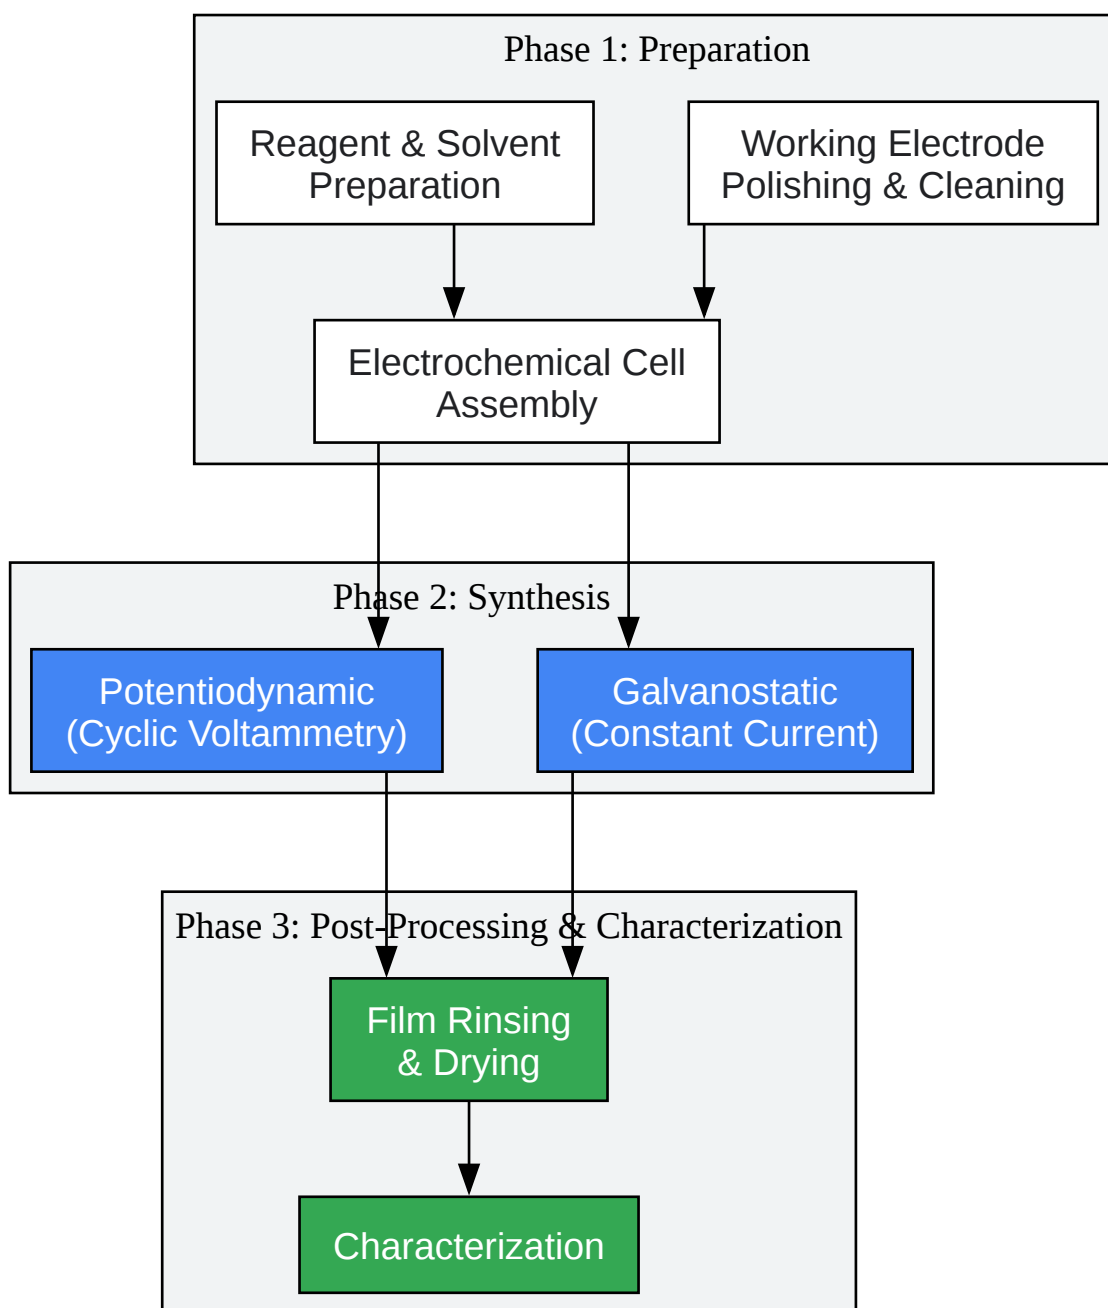 Phase 1: Preparation
Reagent & Solvent
Preparation
Working Electrode
Polishing & Cleaning
Electrochemical Cell
Assembly
Phase 2: Synthesis
Potentiodynamic
(Cyclic Voltammetry)
Galvanostatic
(Constant Current)
Phase 3: Post-Processing & Characterization
Film Rinsing
& Drying
Characterization